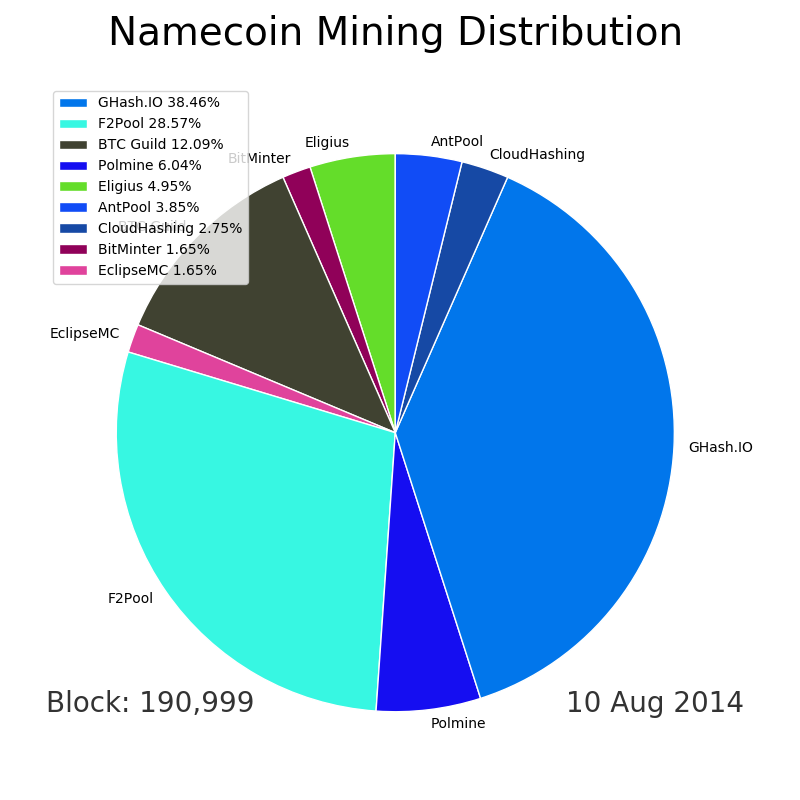 Namecoin Mining Distribution
GHash.IO 38.46%
F2Pool 28.57%
BTC Guild 12.09%
Polmine 6.04%
Eligius 4.95%
AntPool 3.85%
CloudHashing 2.75%
BitMinter 1.65%
EclipseMC 1.65%
Eligius
AntPool
BitMinter
CloudHashing
BTC Guild
EclipseMC
GHash.IO
F2Pool
Polmine
Block: 190,999
10 Aug 2014